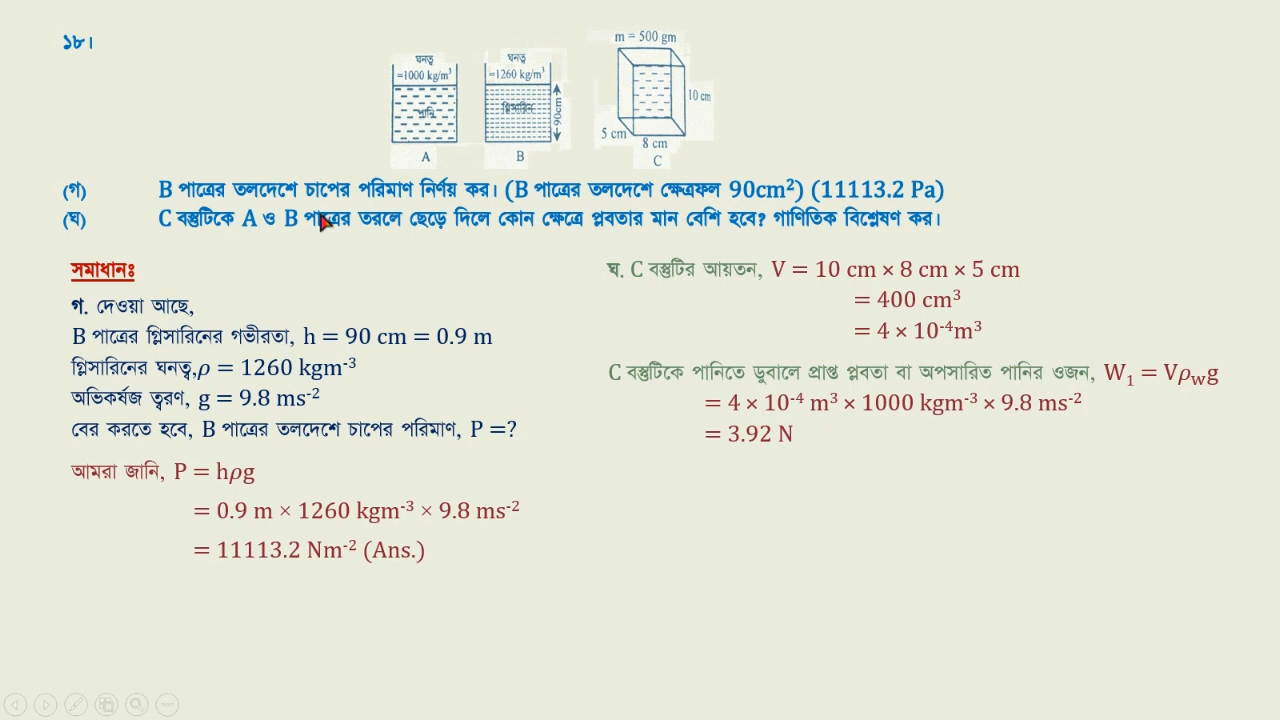 ১৮।
m = 500 gm
ঘনত্ব
=1000 kg/m³
পানি
A
ঘনত্ব
=1260 kg/m³
গ্লিসারিন
90cm
B
10 cm
5 cm
8 cm
C
(গ) B পাত্রের তলদেশে চাপের পরিমাণ নির্ণয় কর। (B পাত্রের তলদেশে ক্ষেত্রফল 90cm²) (11113.2 Pa)
(ঘ) C বস্তুটিকে A ও B পাত্রের তরলে ছেড়ে দিলে কোন ক্ষেত্রে প্লবতার মান বেশি হবে? গাণিতিক বিশ্লেষণ কর।
সমাধানঃ
গ. দেওয়া আছে,
B পাত্রের গ্লিসারিনের গভীরতা, h = 90 cm = 0.9 m
গ্লিসারিনের ঘনত্ব,ρ = 1260 kgm⁻³
অভিকর্ষজ ত্বরণ, g = 9.8 ms⁻²
বের করতে হবে, B পাত্রের তলদেশে চাপের পরিমাণ, P =?
আমরা জানি, P = hρg
= 0.9 m × 1260 kgm⁻³ × 9.8 ms⁻²
= 11113.2 Nm⁻² (Ans.)
ঘ. C বস্তুটির আয়তন, V = 10 cm × 8 cm × 5 cm
= 400 cm³
= 4 × 10⁻⁴m³
C বস্তুটিকে পানিতে ডুবালে প্রাপ্ত প্লবতা বা অপসারিত পানির ওজন, W₁ = Vρ_wg
= 4 × 10⁻⁴ m³ × 1000 kgm⁻³ × 9.8 ms⁻²
= 3.92 N